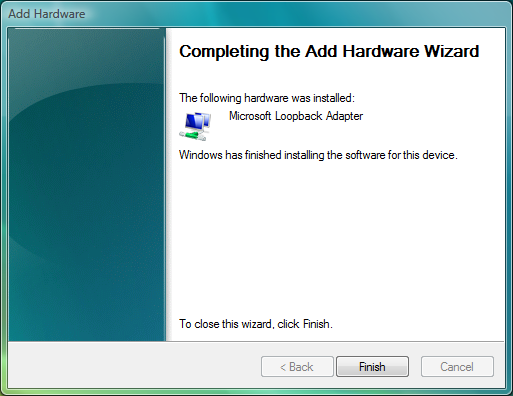 Add Hardware
Completing the Add Hardware Wizard
The following hardware was installed:
Microsoft Loopback Adapter
Windows has finished installing the software for this device.
To close this wizard, click Finish.
< Back Finish Cancel